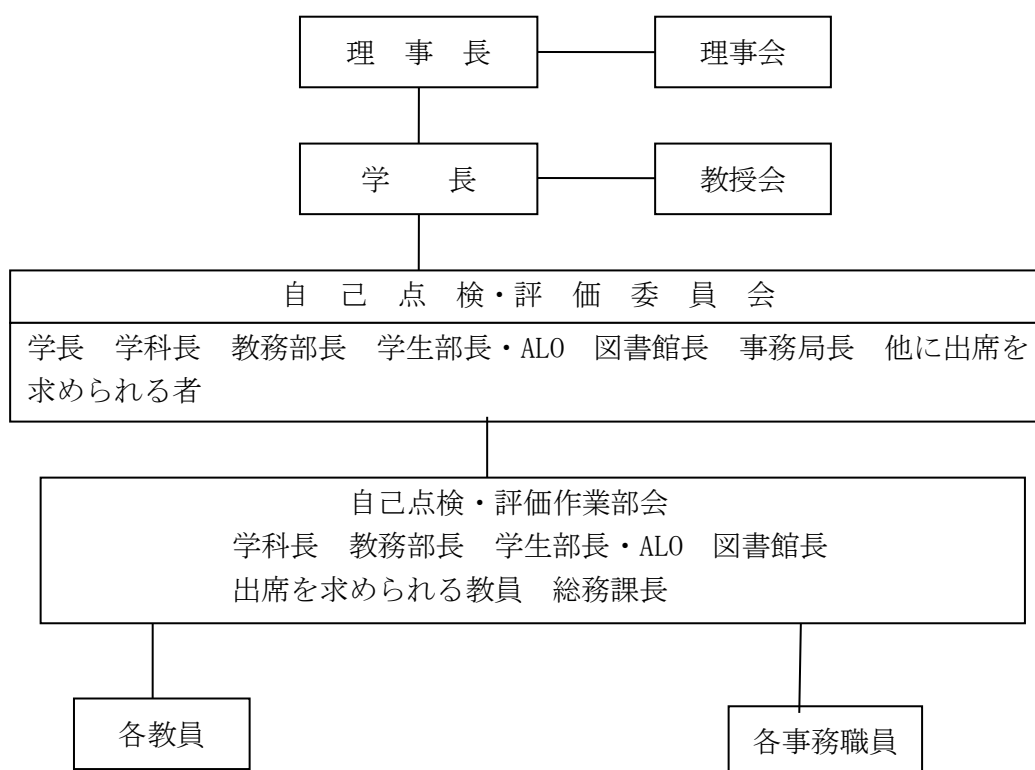 理　事　長
理事会
学　　長
教授会
自　己　点　検・評　価　委　員　会
学長　学科長　教務部長　学生部長・ALO　図書館長　事務局長　他に出席を
求められる者
自己点検・評価作業部会
学科長　教務部長　学生部長・ALO　図書館長
出席を求められる教員　総務課長
各教員
各事務職員